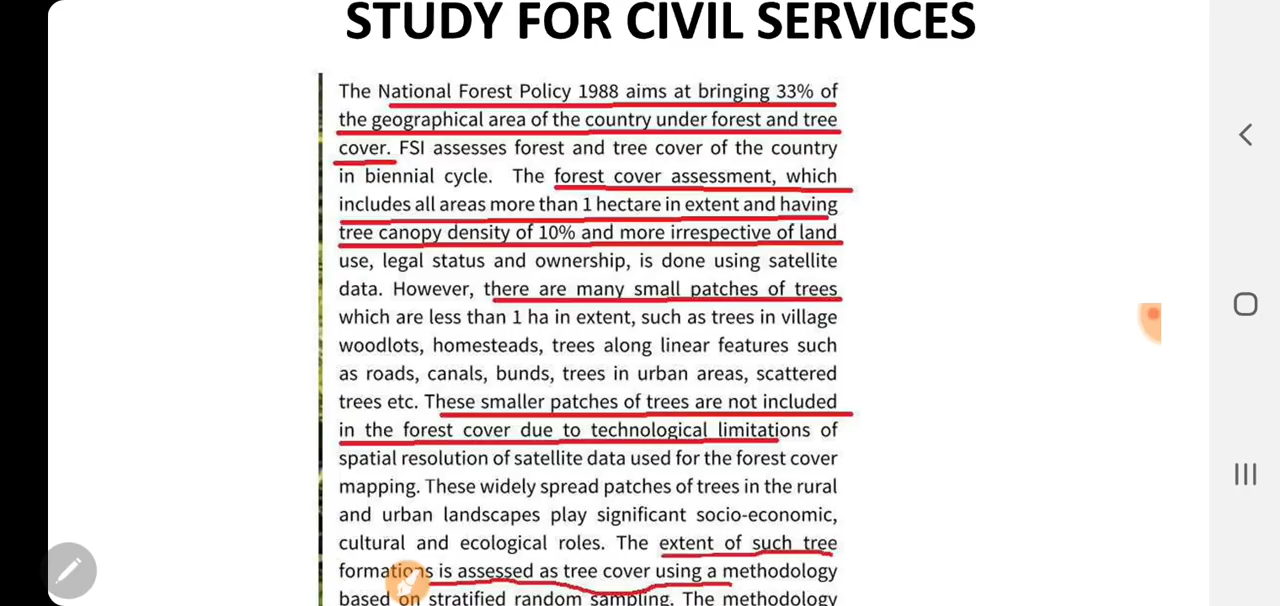 STUDY FOR CIVIL SERVICES
The National Forest Policy 1988 aims at bringing 33% of
the geographical area of the country under forest and tree
cover. FSI assesses forest and tree cover of the country
in biennial cycle. The forest cover assessment, which
includes all areas more than 1 hectare in extent and having
tree canopy density of 10% and more irrespective of land
use, legal status and ownership, is done using satellite
data. However, there are many small patches of trees
which are less than 1 ha in extent, such as trees in village
woodlots, homesteads, trees along linear features such
as roads, canals, bunds, trees in urban areas, scattered
trees etc. These smaller patches of trees are not included
in the forest cover due to technological limitations of
spatial resolution of satellite data used for the forest cover
mapping. These widely spread patches of trees in the rural
and urban landscapes play significant socio-economic,
cultural and ecological roles. The extent of such tree
formations is assessed as tree cover using a methodology
based on stratified random sampling. The methodology